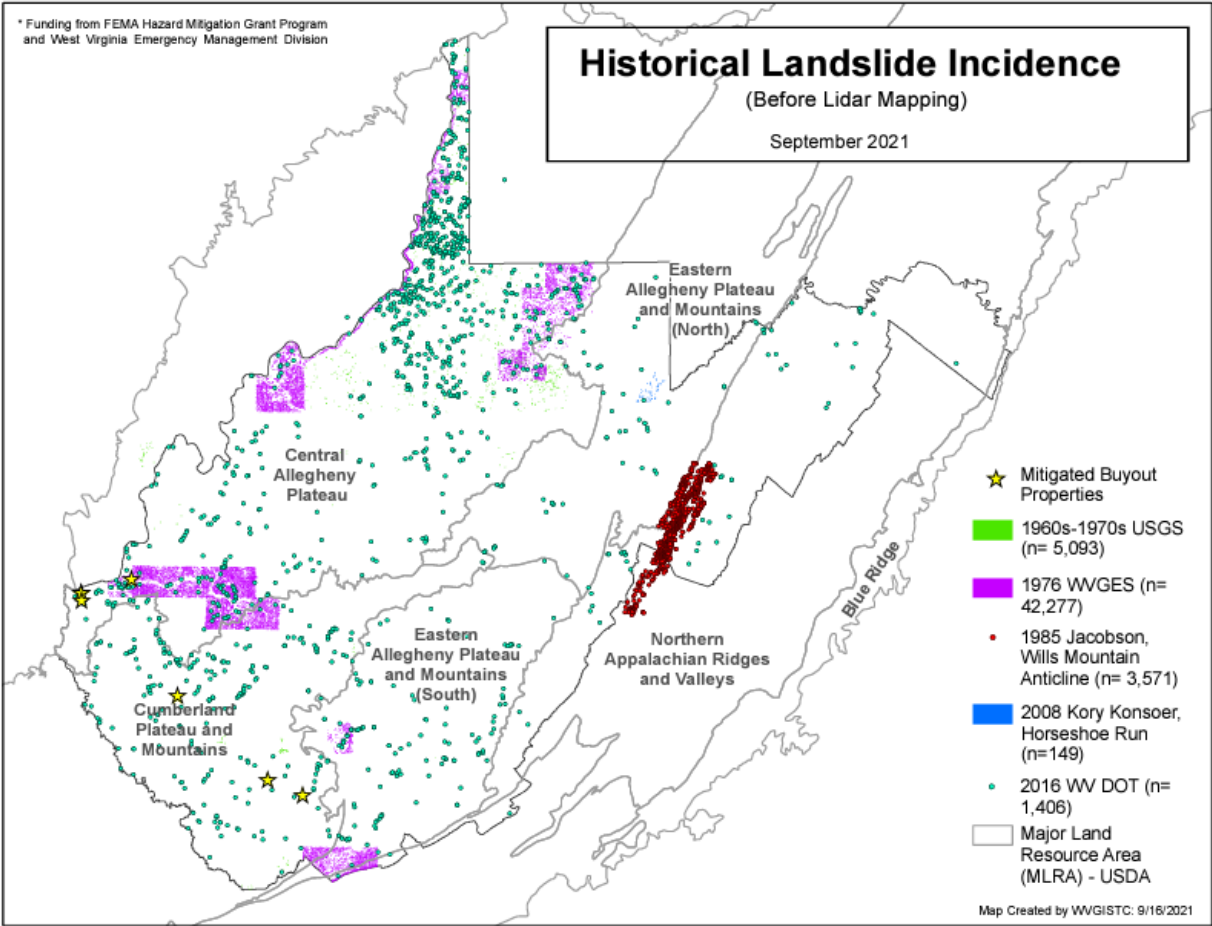 * Funding from FEMA Hazard Mitigation Grant Program
and West Virginia Emergency Management Division
Historical Landslide Incidence
(Before Lidar Mapping)
September 2021
Eastern
Allegheny Plateau
and Mountains
(North)
Central
Allegheny
Plateau
Eastern
Allegheny Plateau
and Mountains
(South)
Northern
Appalachian Ridges
and Valleys
Blue Ridge
Cumberland
Plateau and
Mountains
Mitigated Buyout
Properties
1960s-1970s USGS
(n= 5,093)
1976 WVGES (n=
42,277)
1985 Jacobson,
Wills Mountain
Anticline (n= 3,571)
2008 Kory Konsoer,
Horseshoe Run
(n=149)
2016 WV DOT (n=
1,406)
Major Land
Resource Area
(MLRA) - USDA
Map Created by WVGISTC: 9/16/2021